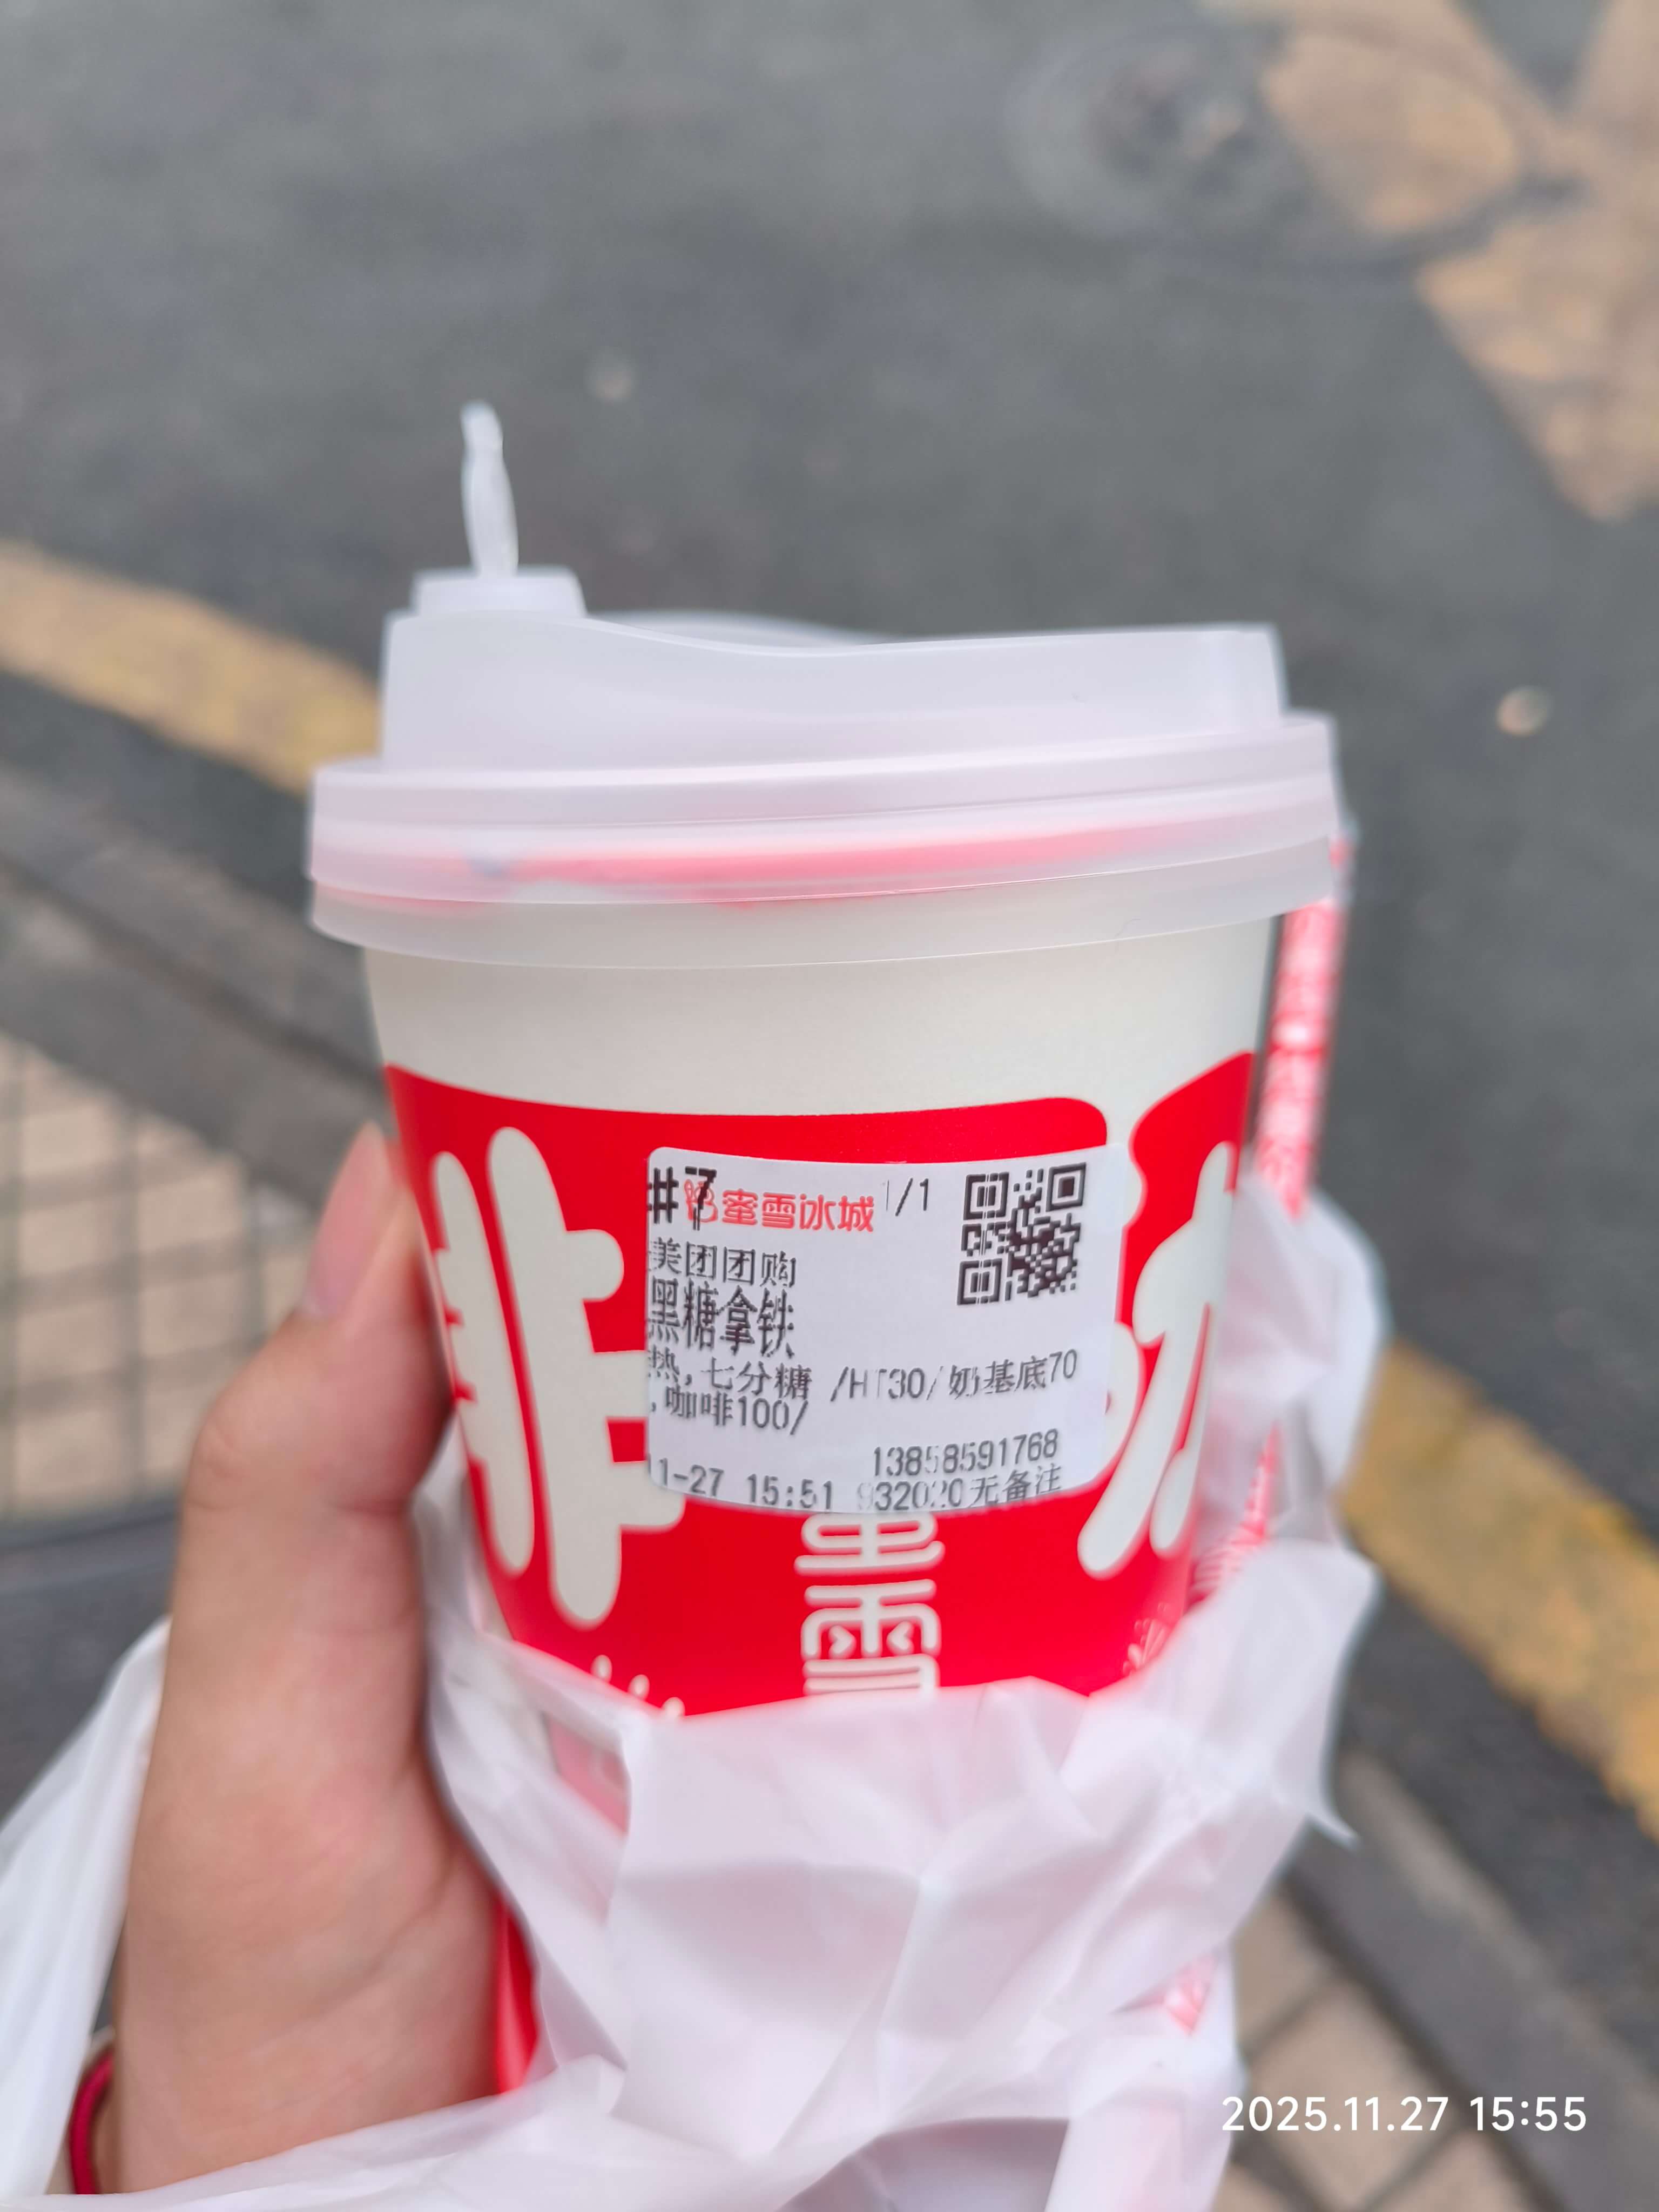 #7 蜜雪冰城 1/1
美团团购
黑糖拿铁
热,七分糖 /HT30/奶基底70
,咖啡100/
13858591768
11-27 15:51 932020无备注
蜜雪
2025.11.27 15:55